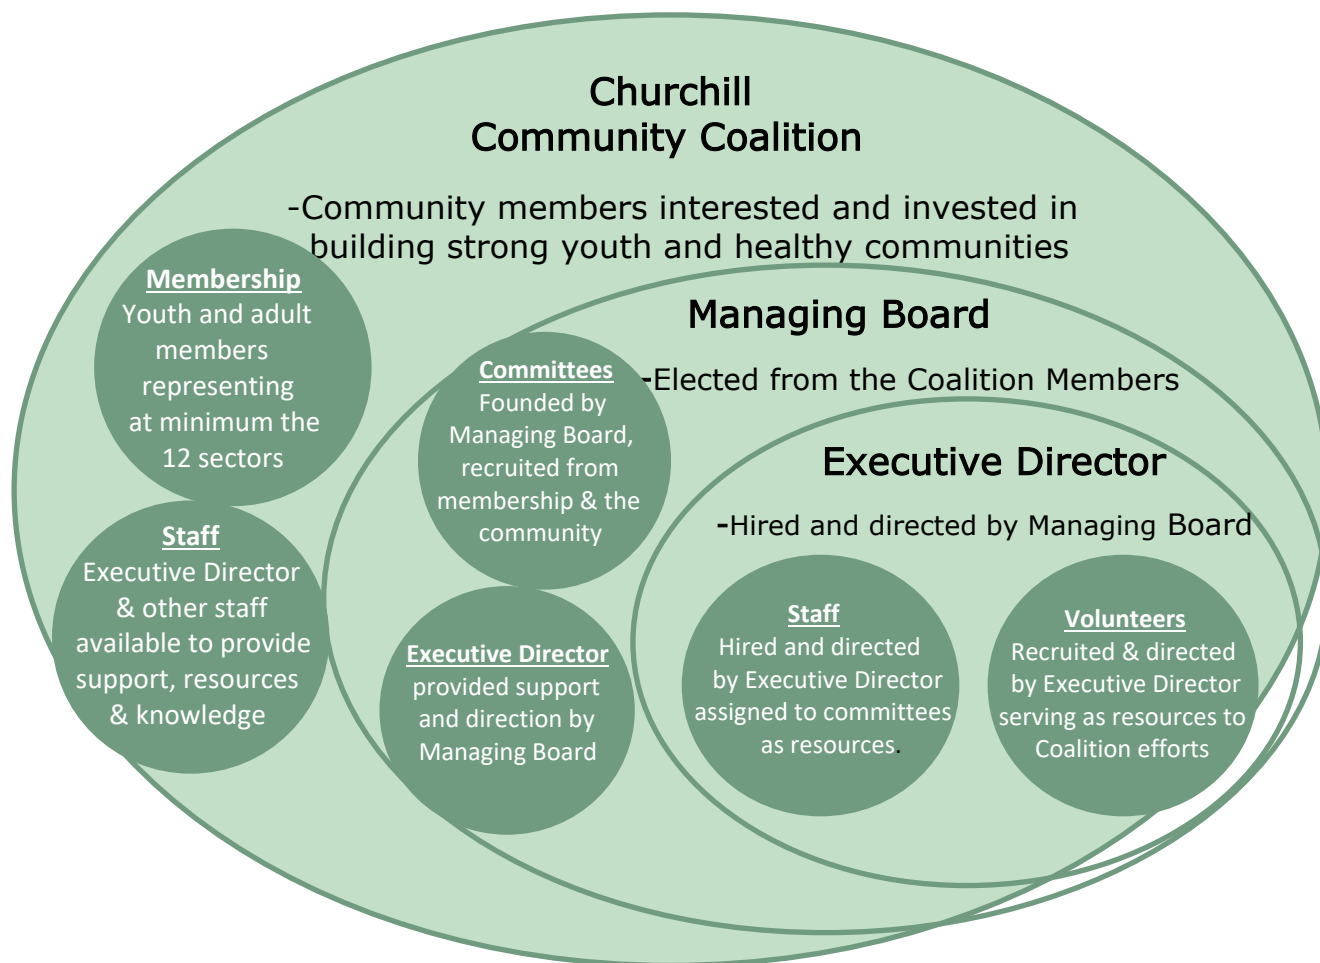 Churchill
Community Coalition
-Community members interested and invested in
building strong youth and healthy communities
Membership
Youth and adult
members
representing
at minimum the
12 sectors
Staff
Executive Director
& other staff
available to provide
support, resources
& knowledge
Managing Board
-Elected from the Coalition Members
Committees
Founded by
Managing Board,
recruited from
membership & the
community
Executive Director
provided support
and direction by
Managing Board
Executive Director
-Hired and directed by Managing Board
Staff
Hired and directed
by Executive Director
assigned to committees
as resources.
Volunteers
Recruited & directed
by Executive Director
serving as resources to
Coalition efforts